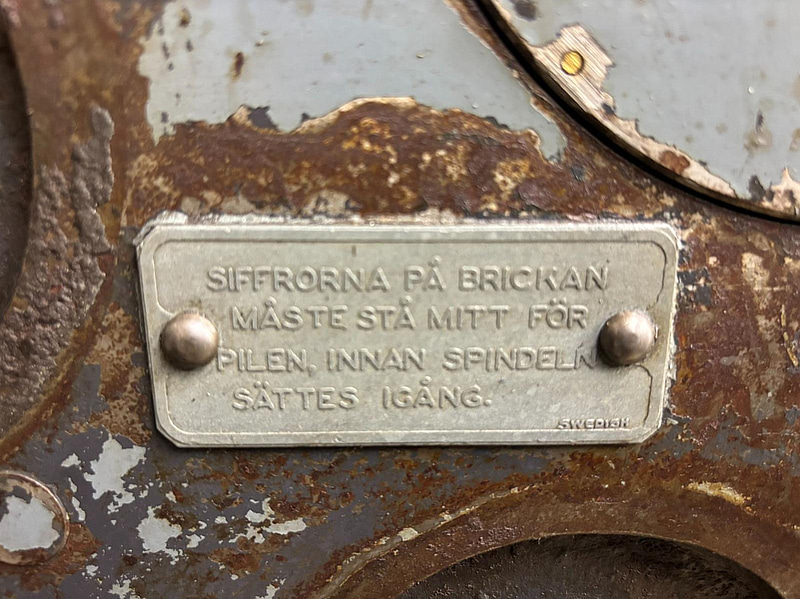 SIFFRORNA PÅ BRICKAN
MÅSTE STÅ MITT FÖR
PILEN, INNAN SPINDELN
SÄTTES IGÅNG.
SWEDISH